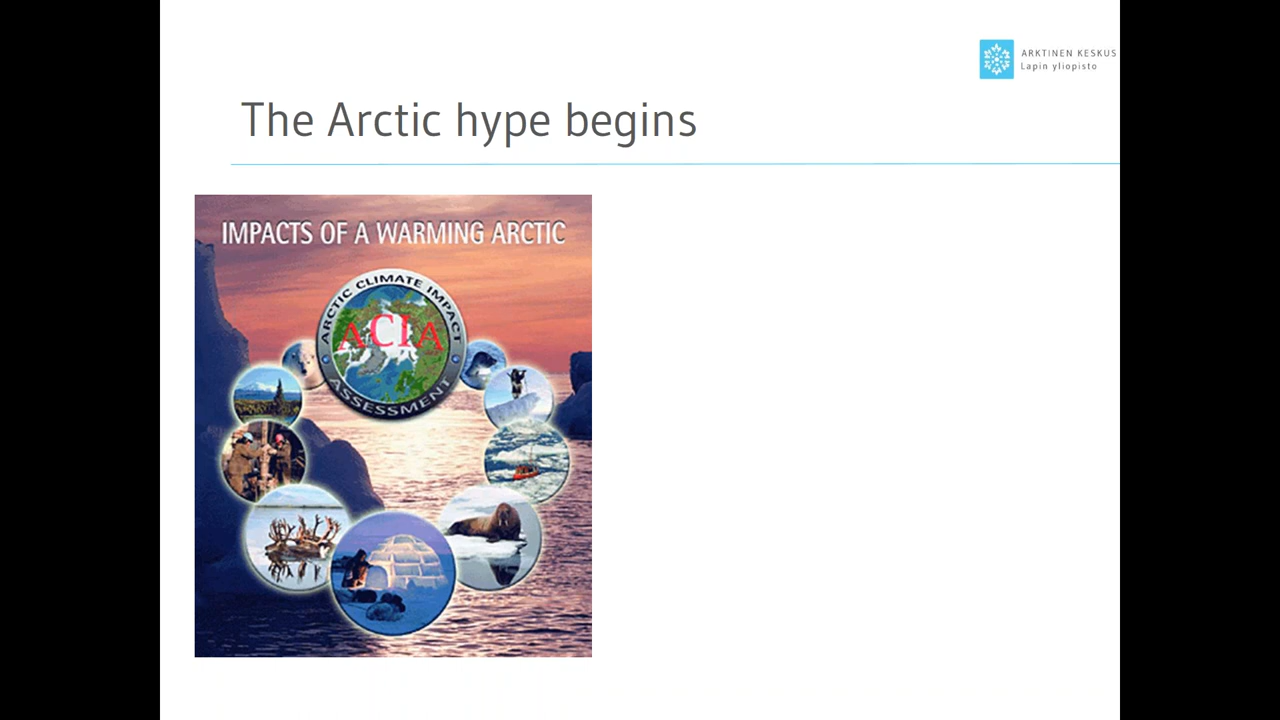 ARKTINEN KESKUS
Lapin yliopisto
The Arctic hype begins
IMPACTS OF A WARMING ARCTIC
ARCTIC CLIMATE IMPACT
ACIA
ASSESSMENT